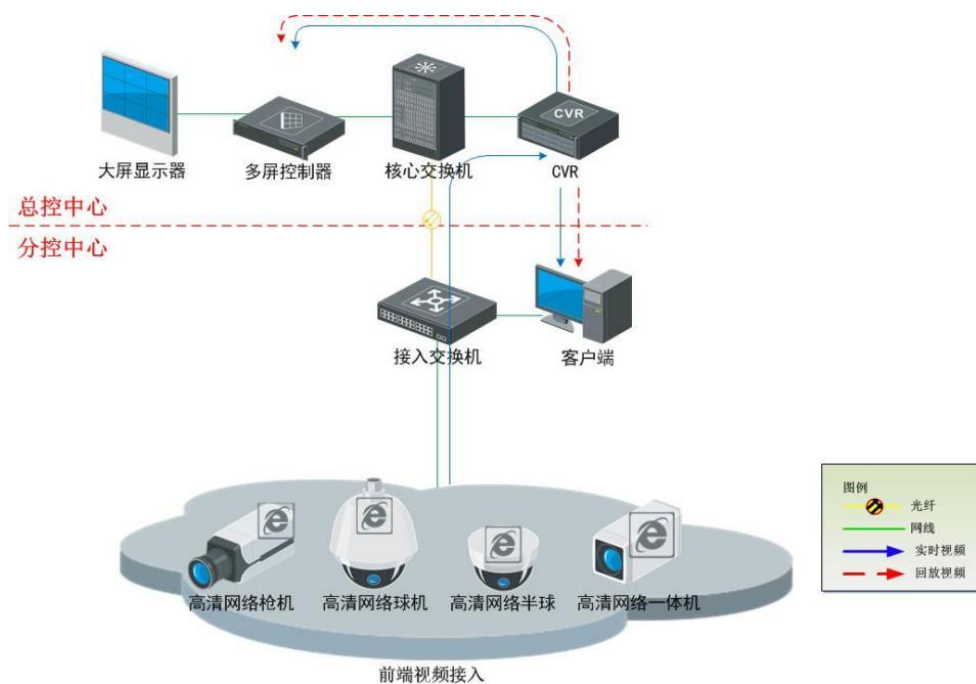 CVR
大屏显示器
多屏控制器
核心交换机
CVR
总控中心
分控中心
接入交换机
客户端
高清网络枪机
高清网络球机
高清网络半球
高清网络一体机
前端视频接入
图例
光纤
网线
实时视频
回放视频